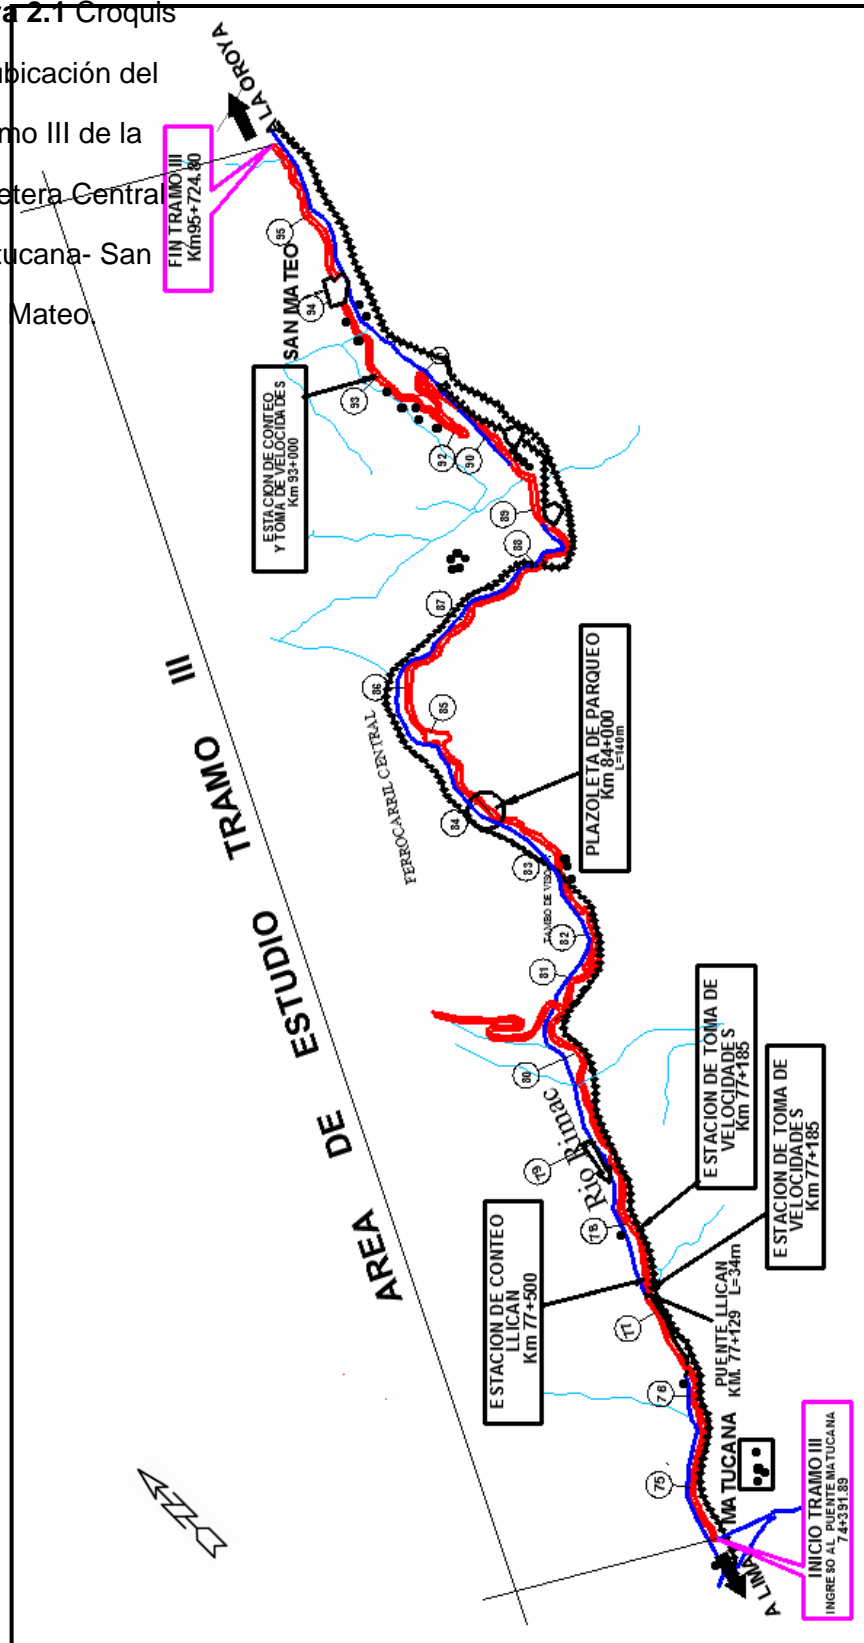 a 2.1 Croquis
ubicación del
mo III de la
etera Central
tucana- San
Mateo.
A LA OROYA
FIN TRAMO III
Km95+724.80
95
SAN MATEO
94
ESTACION DE CONTEO
Y TOMA DE VELOCIDADES
Km 93+000
93
92
90
89
88
87
86
85
FERROCARRIL CENTRAL
84
PLAZOLETA DE PARQUEO
Km 84+000
L=140m
83
TAMBO DE
82
81
80
AREA DE ESTUDIO TRAMO III
Rio Rimac
79
78
ESTACION DE TOMA DE
VELOCIDADES
Km 77+185
ESTACION DE TOMA DE
VELOCIDADES
Km 77+185
ESTACION DE CONTEO
LLICAN
Km 77+500
77
PUENTE LLICAN
KM. 77+129 L=34m
76
75
MATUCANA
INICIO TRAMO III
INGRESO AL PUENTE MATUCANA
74+391.89
A LIMA